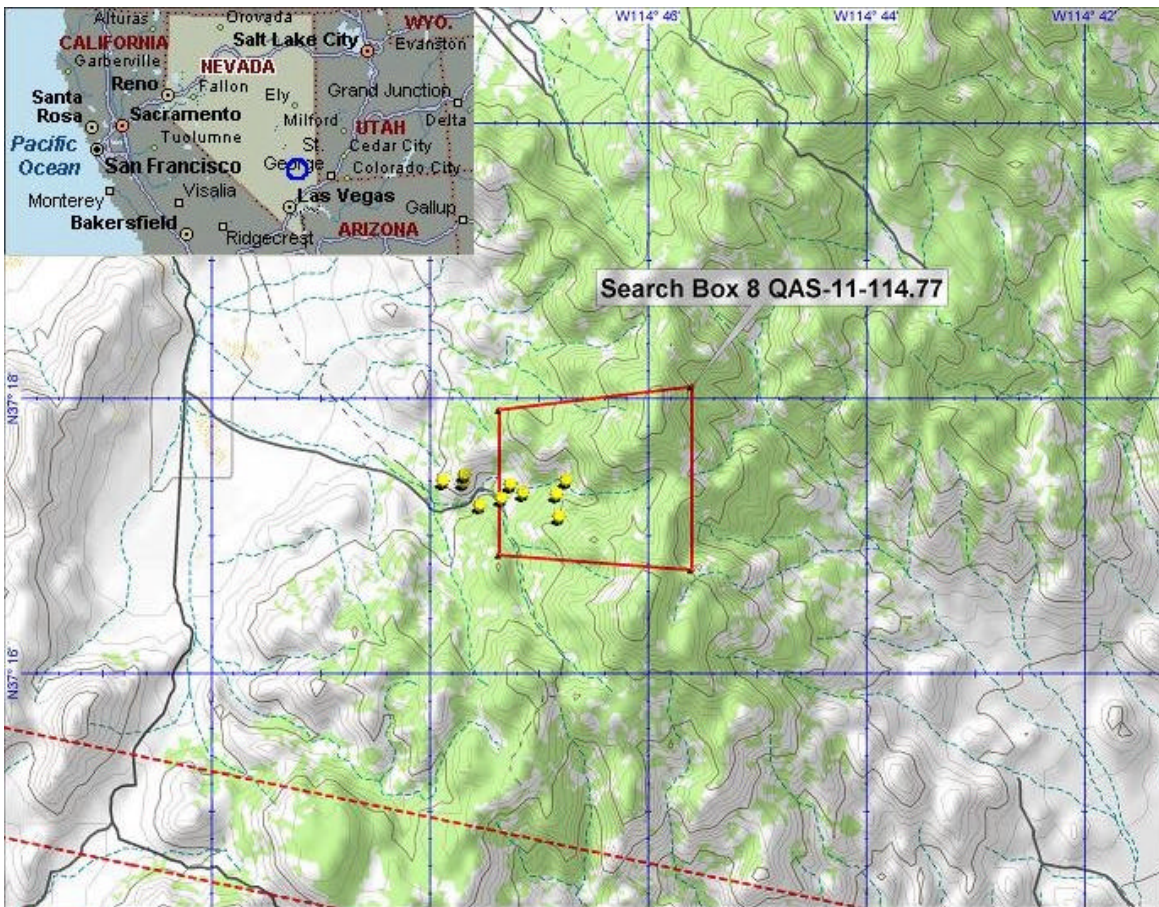 Alturas
Orovada
WYO.
CALIFORNIA
Salt Lake City
Evanston
Garberville
NEVADA
Reno
Fallon
Grand Junction
Santa
Rosa
Ely
Sacramento
Milford
UTAH
Delta
Pacific
Ocean
Tuolumne
St.
George
Cedar City
San Francisco
Colorado City
Monterey
Visalia
Las Vegas
Gallup
Bakersfield
Ridgecrest
ARIZONA
W114° 46'
W114° 44'
W114° 42'
Search Box 8 QAS-11-114.77
N37° 18'
N37° 16'